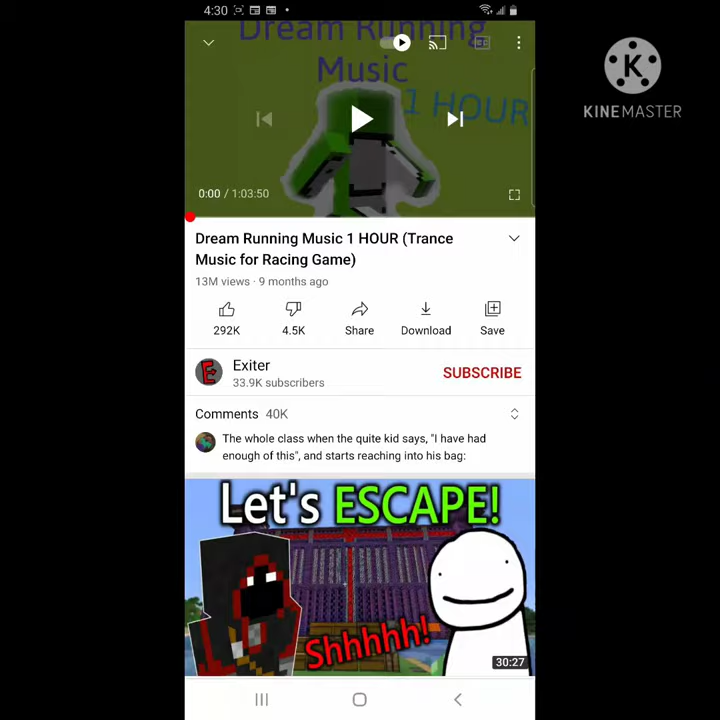 4:30
Dream Running
Music
1 HOUR
0:00 / 1:03:50
Dream Running Music 1 HOUR (Trance
Music for Racing Game)
13M views · 9 months ago
292K
4.5K
Share
Download
Save
E
Exiter
33.9K subscribers
SUBSCRIBE
Comments 40K
The whole class when the quite kid says, "I have had
enough of this", and starts reaching into his bag:
Let's ESCAPE!
Shhhhh!
30:27
K
KINEMASTER